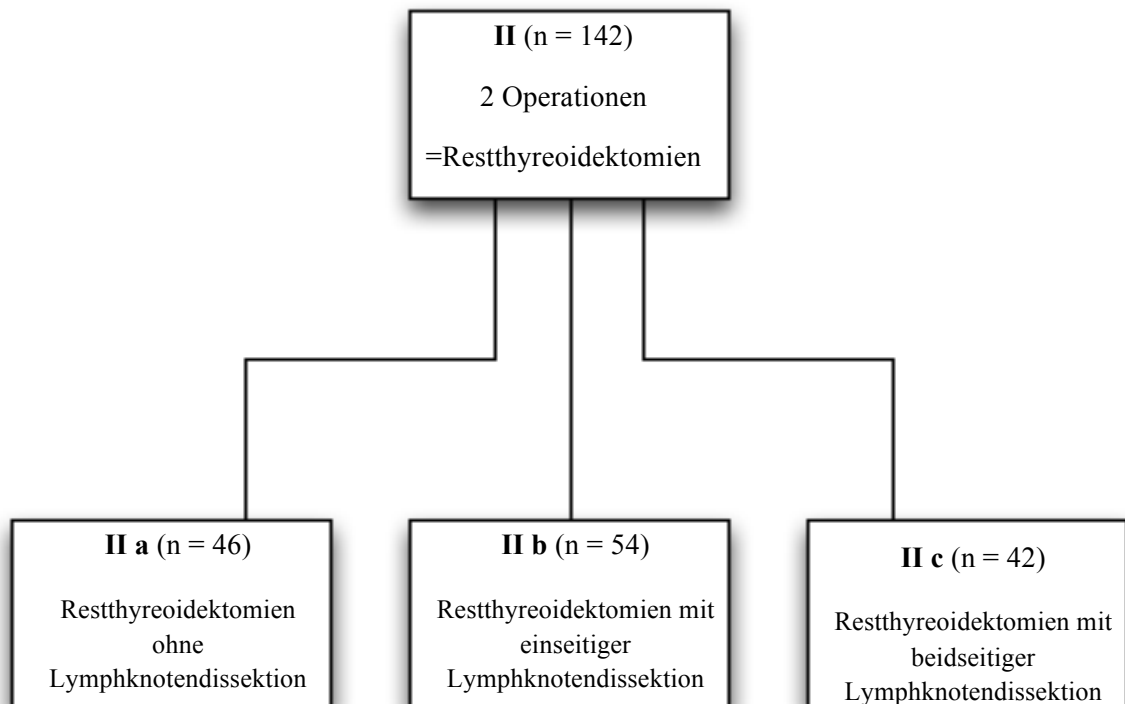 II (n = 142)
2 Operationen
=Restthyreoidektomien
II a (n = 46)
Restthyreoidektomien
ohne
Lymphknotendissektion
II b (n = 54)
Restthyreoidektomien mit
einseitiger
Lymphknotendissektion
II c (n = 42)
Restthyreoidektomien mit
beidseitiger
Lymphknotendissektion